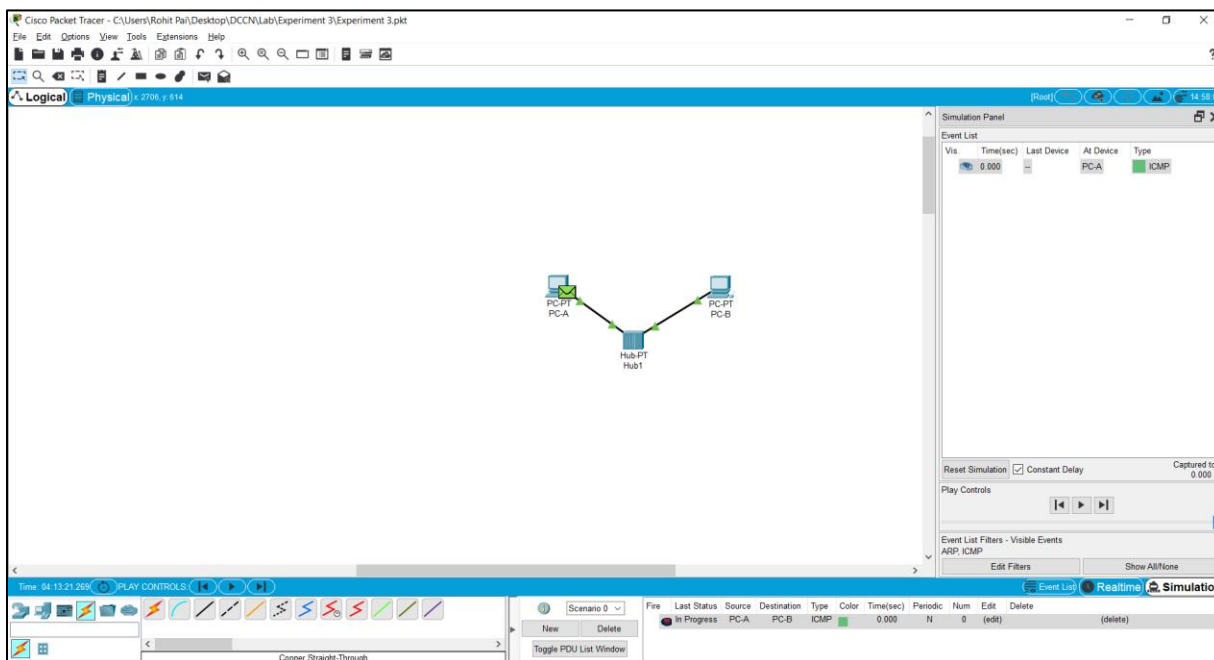 Cisco Packet Tracer - C:\Users\Rohit Pai\Desktop\DCCN\Lab\Experiment 3\Experiment 3.pkt
File Edit Options View Tools Extensions Help
?
Logical Physical x: 2706, y: 614 [Root] 14:58:
Simulation Panel
Event List
Vis. Time(sec) Last Device At Device Type
0.000 -- PC-A ICMP
PC-PT
PC-A
PC-PT
PC-B
Hub-PT
Hub1
Reset Simulation Constant Delay Captured to
0.000
Play Controls
Event List Filters - Visible Events
ARP, ICMP
Edit Filters Show All/None
Time: 04:13:21.269 PLAY CONTROLS: Event List Realtime Simulatio
Scenario 0
New Delete
Toggle PDU List Window
Fire Last Status Source Destination Type Color Time(sec) Periodic Num Edit Delete
In Progress PC-A PC-B ICMP 0.000 N 0 (edit) (delete)
Copper Straight-Through